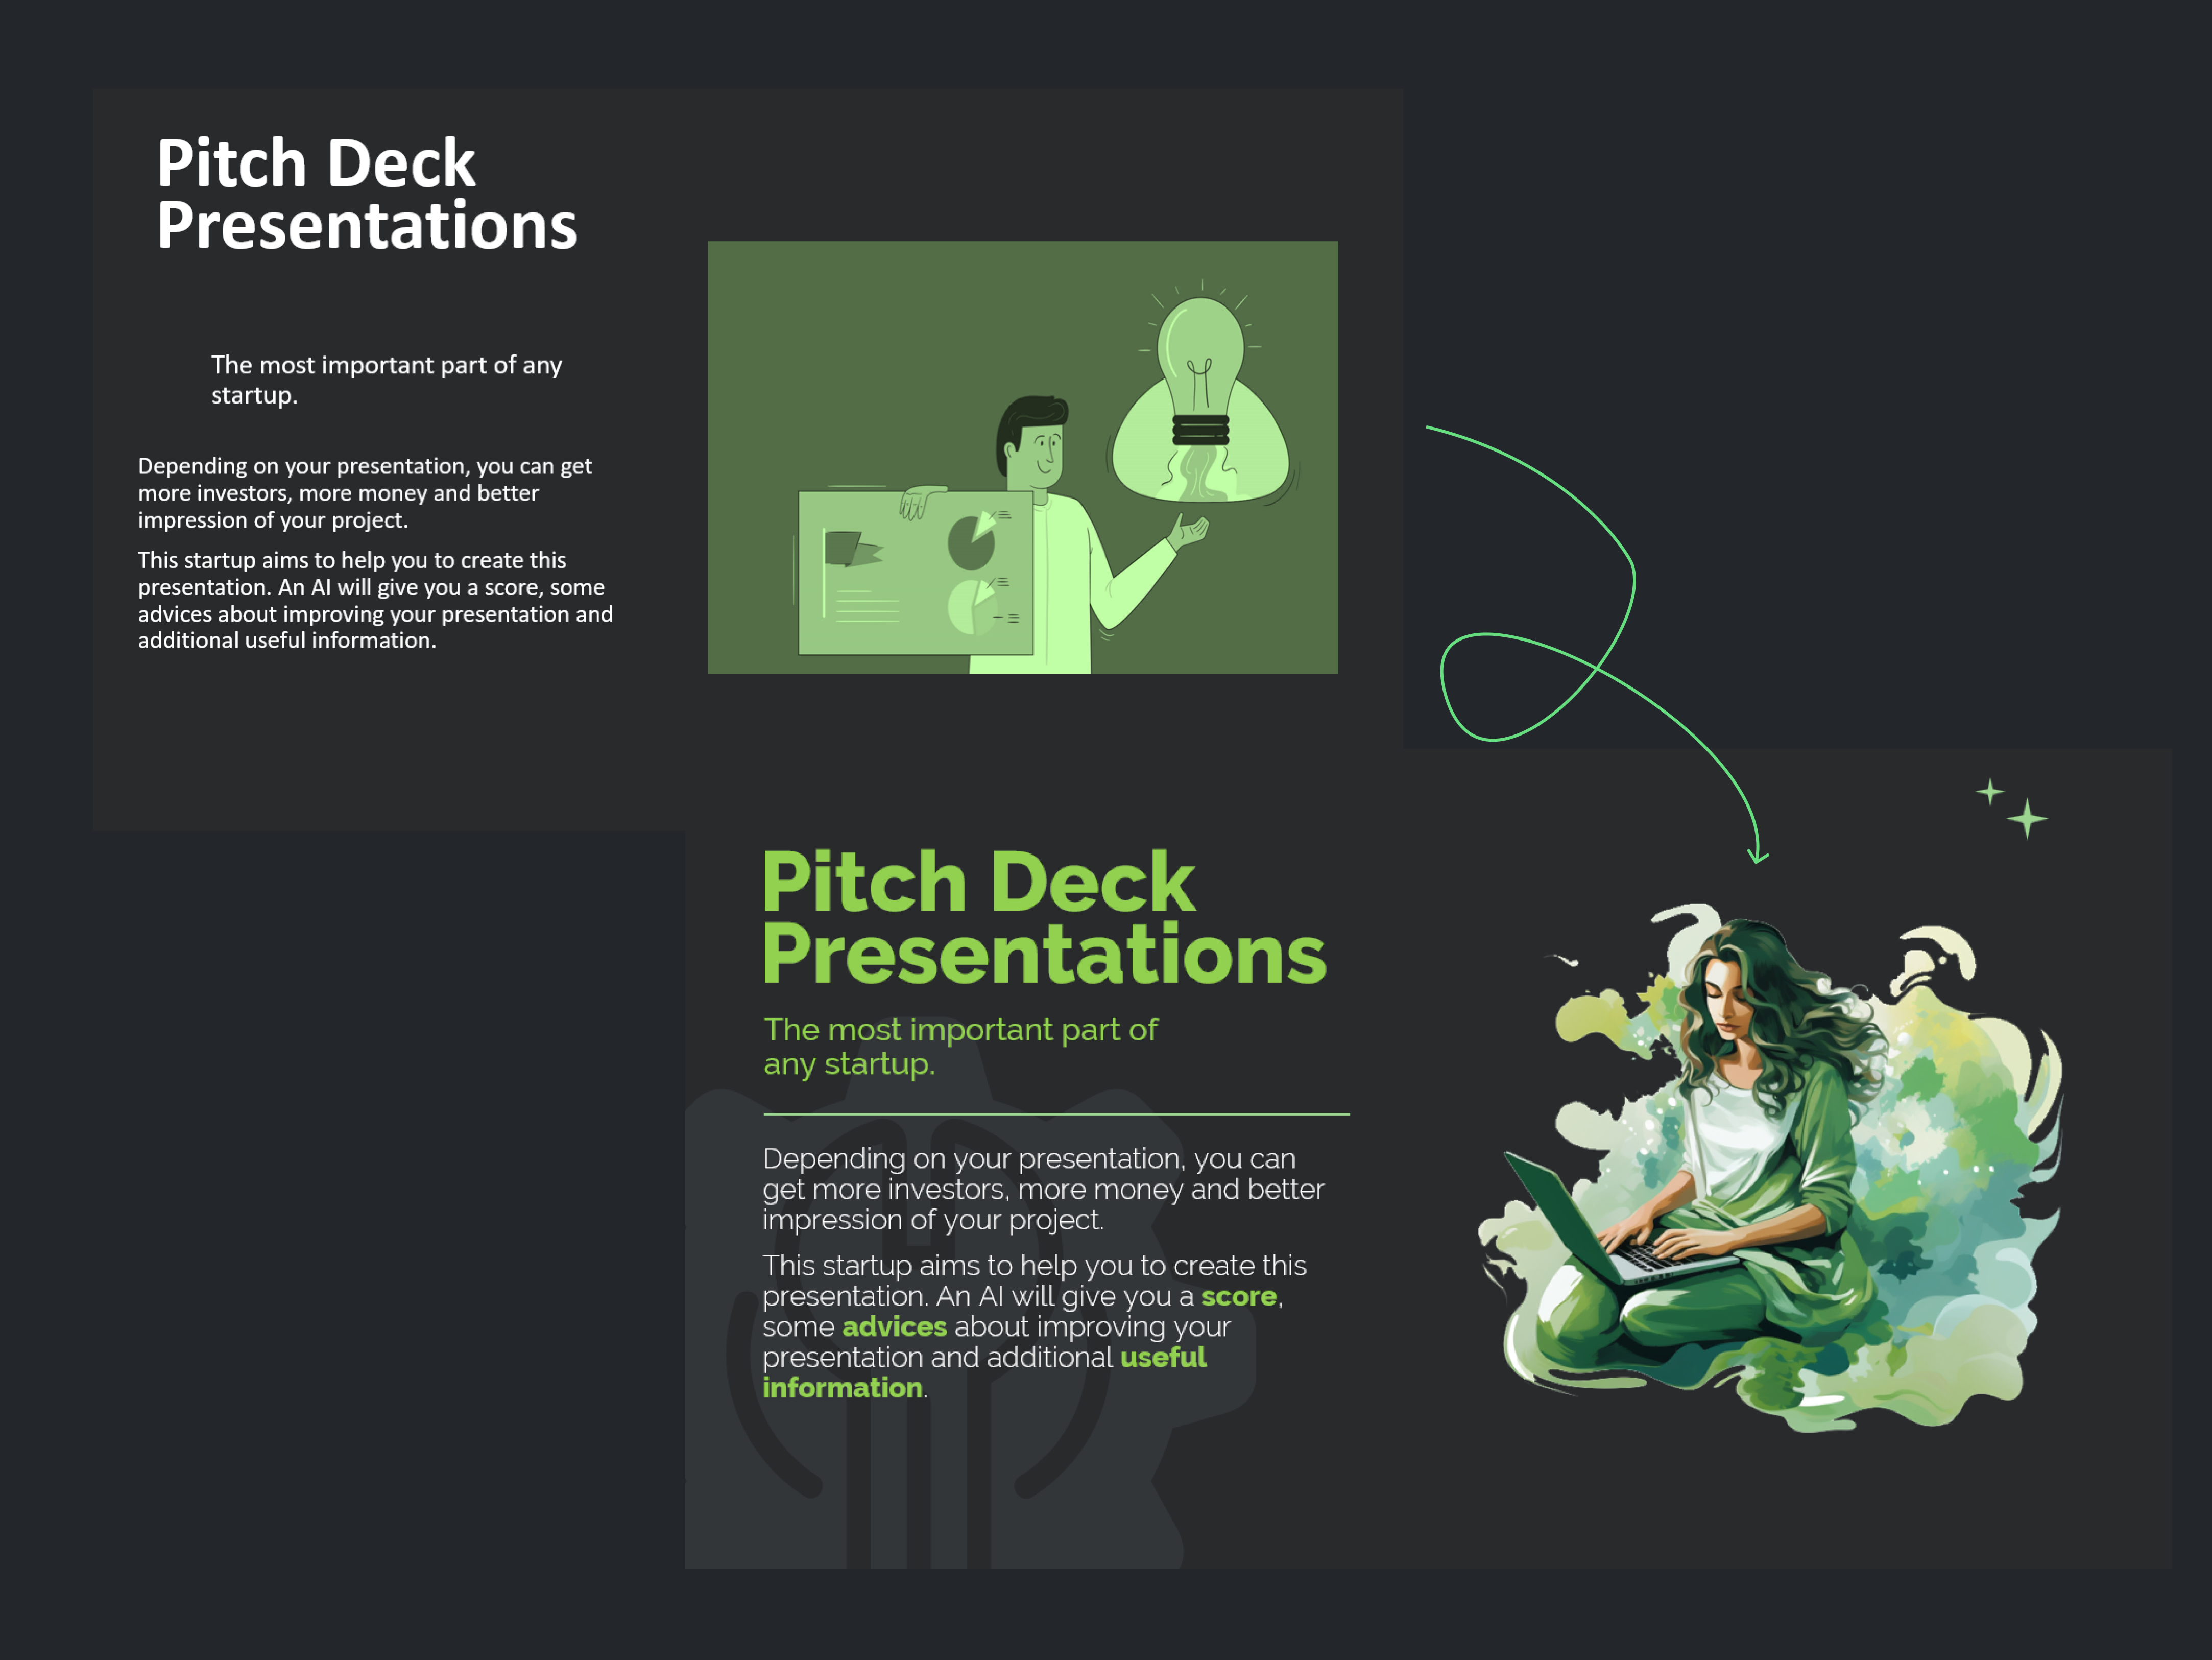 Pitch Deck
Presentations
The most important part of any
startup.
Depending on your presentation, you can get
more investors, more money and better
impression of your project.
This startup aims to help you to create this
presentation. An AI will give you a score, some
advices about improving your presentation and
additional useful information.
Pitch Deck
Presentations
The most important part of
any startup.
Depending on your presentation, you can
get more investors, more money and better
impression of your project.
This startup aims to help you to create this
presentation. An AI will give you a score,
some advices about improving your
presentation and additional useful
information.